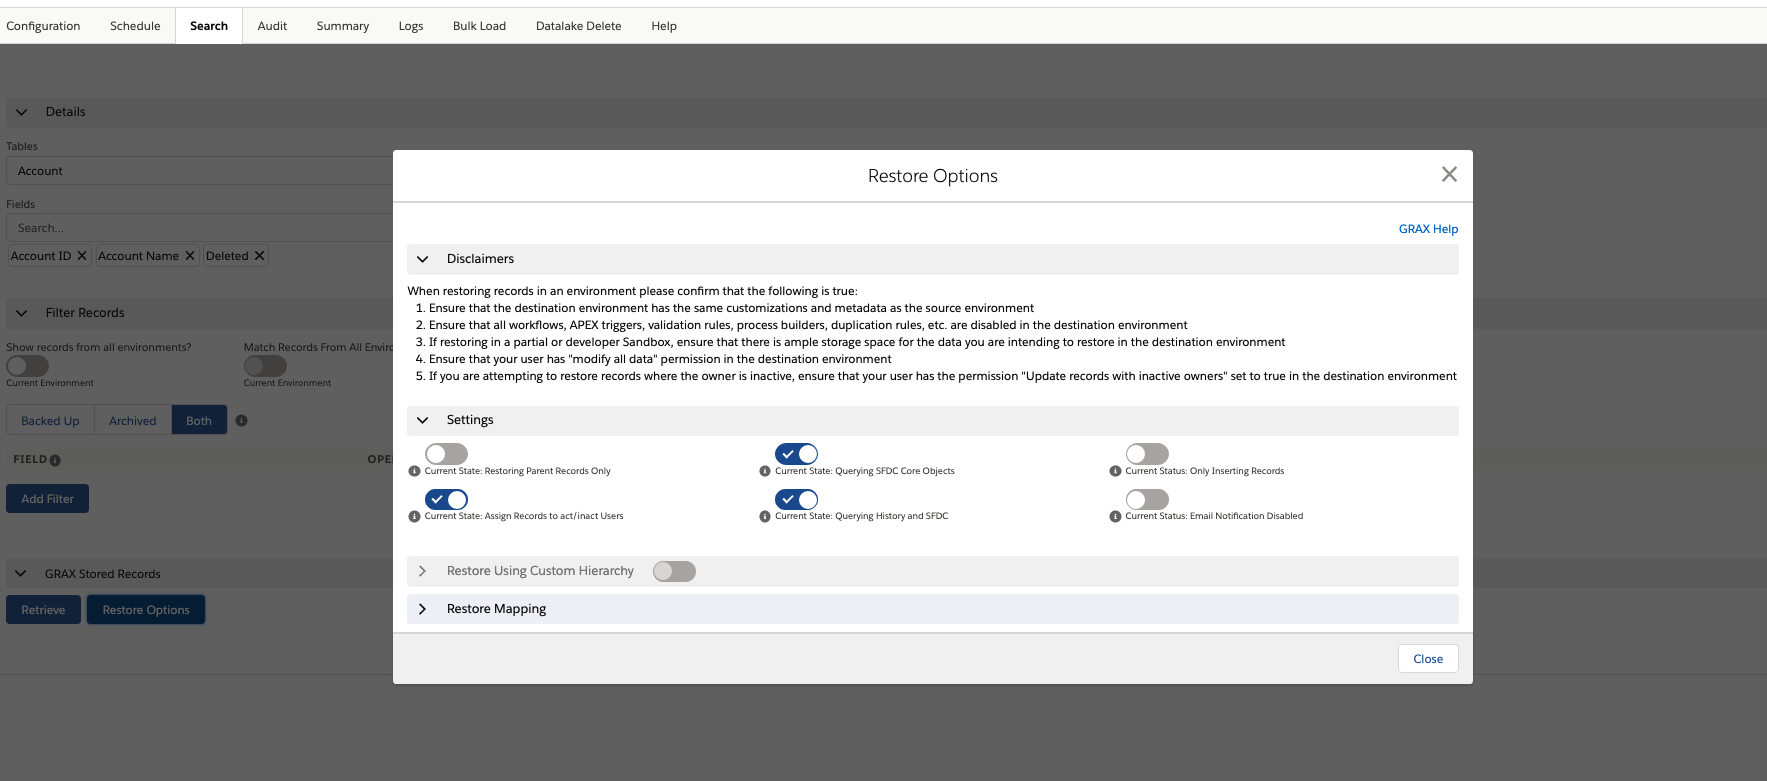 Configuration Schedule Search Audit Summary Logs Bulk Load Datalake Delete Help
Details
Tables
Account
Fields
Search...
Account ID Account Name Deleted
Filter Records
Show records from all environments? Match Records From All
Current Environment Current Environment
Backed Up Archived Both
FIELD
Add Filter
GRAX Stored Records
Retrieve Restore Options
Restore Options
GRAX Help
Disclaimers
When restoring records in an environment please confirm that the following is true:
1. Ensure that the destination environment has the same customizations and metadata as the source environment
2. Ensure that all workflows, APEX triggers, validation rules, process builders, duplication rules, etc. are disabled in the destination environment
3. If restoring in a partial or developer Sandbox, ensure that there is ample storage space for the data you are intending to restore in the destination environment
4. Ensure that your user has "modify all data" permission in the destination environment
5. If you are attempting to restore records where the owner is inactive, ensure that your user has the permission "Update records with inactive owners" set to true in the destination environment
Settings
Current State: Restoring Parent Records Only Current State: Querying SFDC Core Objects Current Status: Only Inserting Records
Current State: Assign Records to act/inact Users Current State: Querying History and SFDC Current Status: Email Notification Disabled
Restore Using Custom Hierarchy
Restore Mapping
Close